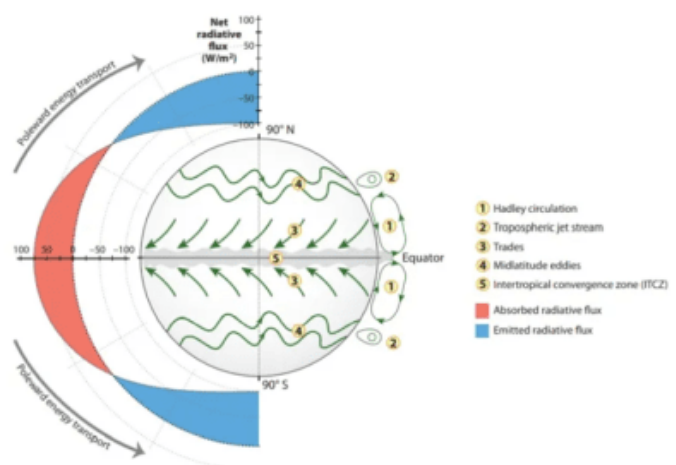 Net
radiative
flux
(W/m²)
100
50
0
-50
-100
90° N
Poleward energy transport
100 50 0 -50 -100
4
2
3
1
5
Equator
3
1
4
2
90° S
Poleward energy transport
1 Hadley circulation
2 Tropospheric jet stream
3 Trades
4 Midlatitude eddies
5 Intertropical convergence zone (ITCZ)
Absorbed radiative flux
Emitted radiative flux